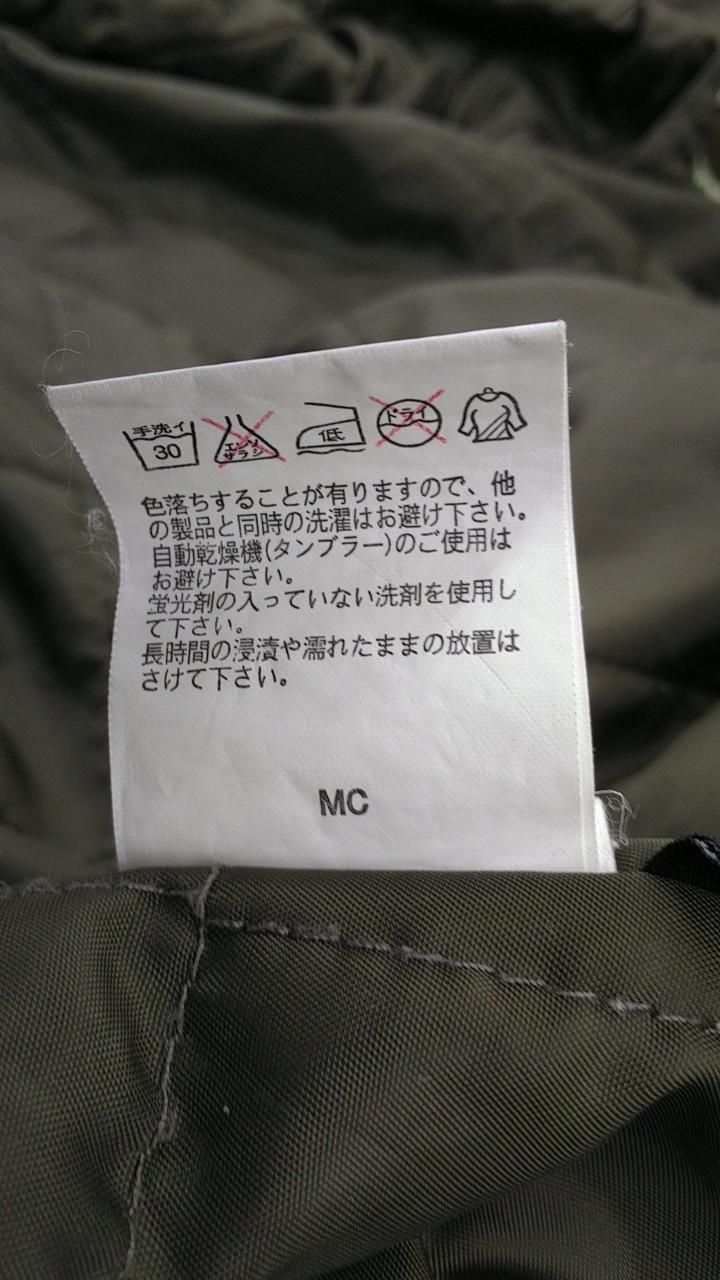 手洗イ
30
エンソ
サラシ
低
ドライ
色落ちすることが有りますので、他
の製品と同時の洗濯はお避け下さい。
自動乾燥機(タンブラー)のご使用は
お避け下さい。
蛍光剤の入っていない洗剤を使用し
て下さい。
長時間の浸漬や濡れたままの放置は
さけて下さい。
MC